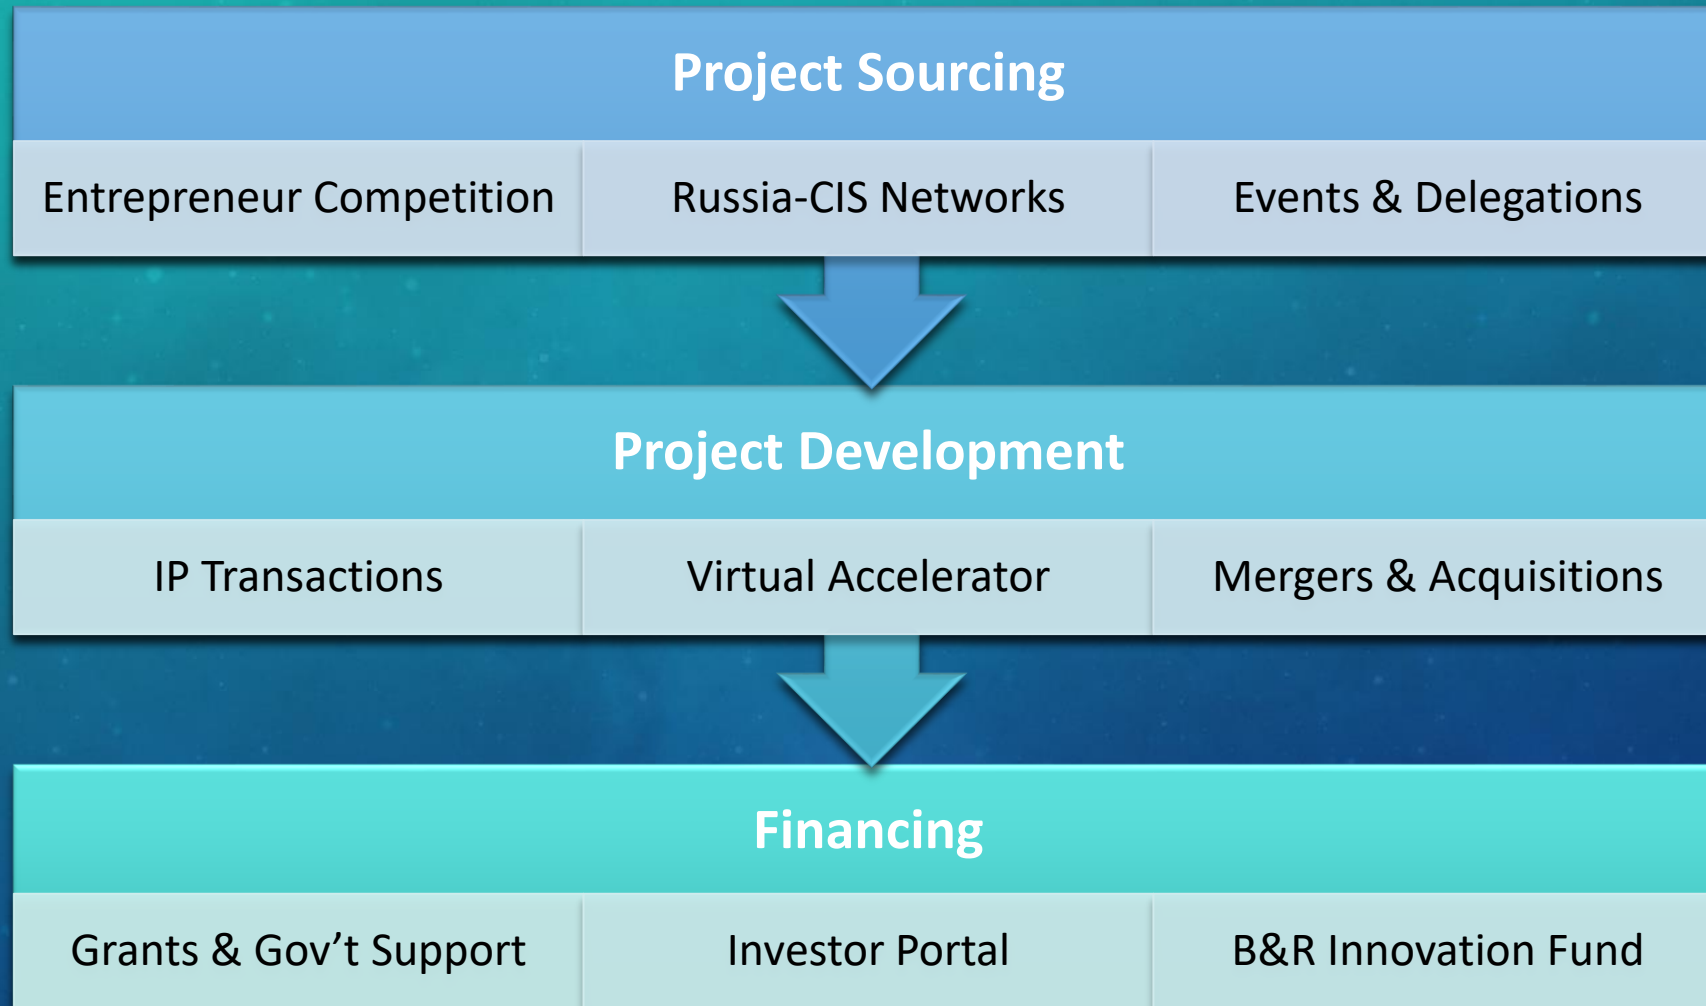 Project Sourcing
Entrepreneur Competition
Russia-CIS Networks
Events & Delegations
Project Development
IP Transactions
Virtual Accelerator
Mergers & Acquisitions
Financing
Grants & Gov’t Support
Investor Portal
B&R Innovation Fund